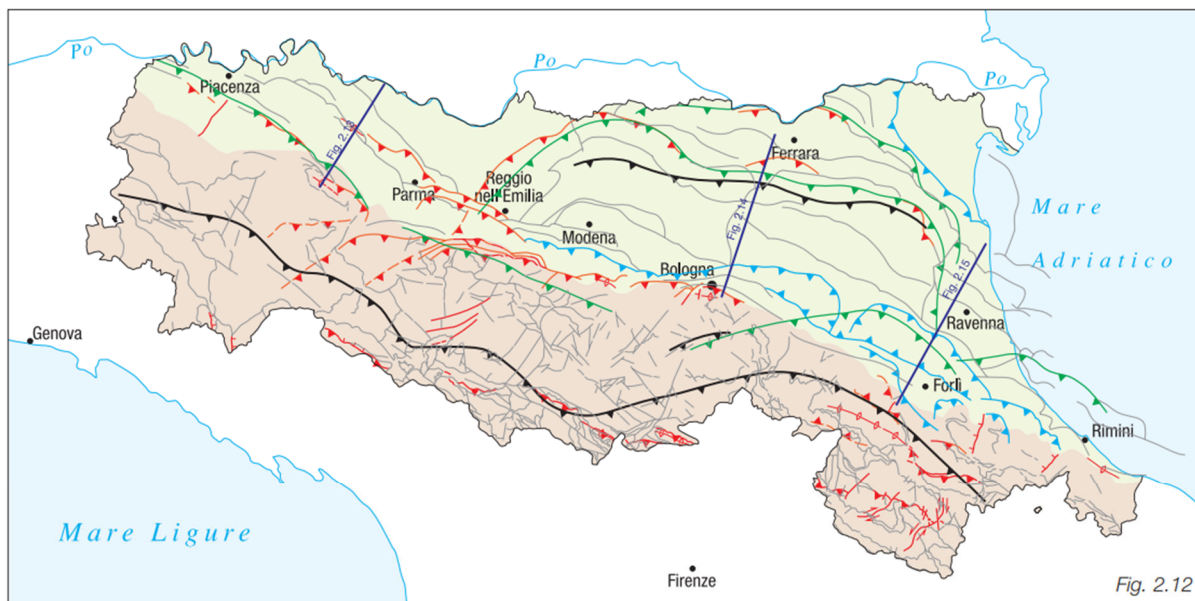 Po
Po
Po
Piacenza
Fig. 2.13
Ferrara
Parma
Reggio
nell'Emilia
Fig. 2.14
Mare
Adriatico
Modena
Bologna
Fig. 2.15
Ravenna
Genova
Forlì
Rimini
Mare Ligure
Firenze
Fig. 2.12